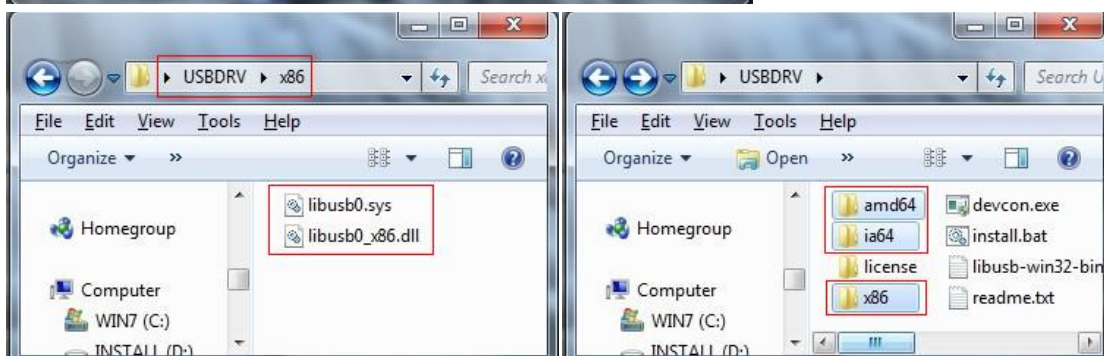 USBDRV x86
Search x
File Edit View Tools Help
Organize »
libusb0.sys
libusb0_x86.dll
Homegroup
Computer
WIN7 (C:)
INSTALL (D:)
USBDRV
Search U
File Edit View Tools Help
Organize Open »
amd64
devcon.exe
ia64
install.bat
license
libusb-win32-bin
x86
readme.txt
Homegroup
Computer
WIN7 (C:)
INSTALL (D:)